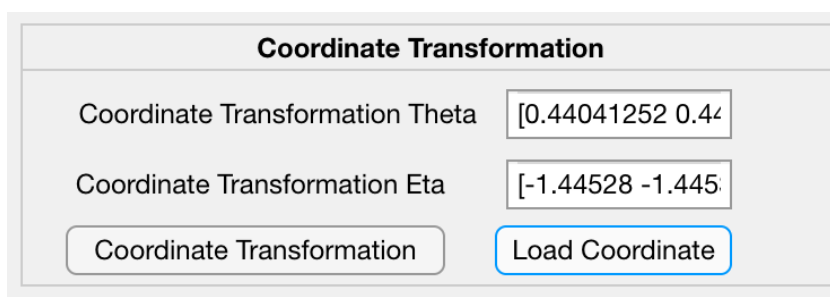 Coordinate Transformation
Coordinate Transformation Theta [0.44041252 0.44
Coordinate Transformation Eta [-1.44528 -1.445
Coordinate Transformation Load Coordinate